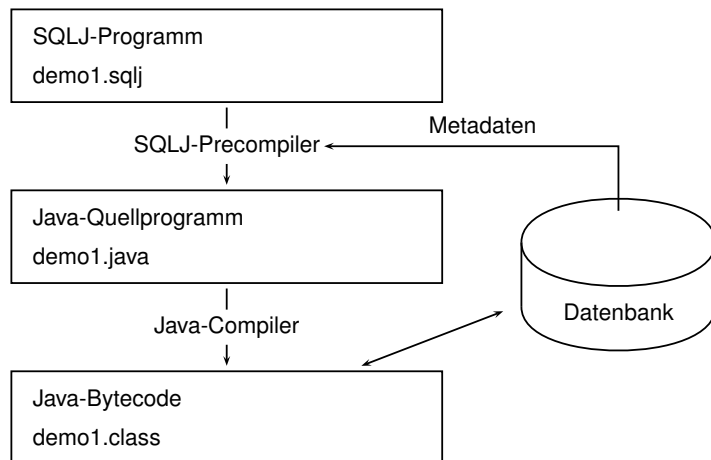 SQLJ-Programm
demo1.sqlj
Metadaten
SQLJ-Precompiler
Java-Quellprogramm
demo1.java
Datenbank
Java-Compiler
Java-Bytecode
demo1.class